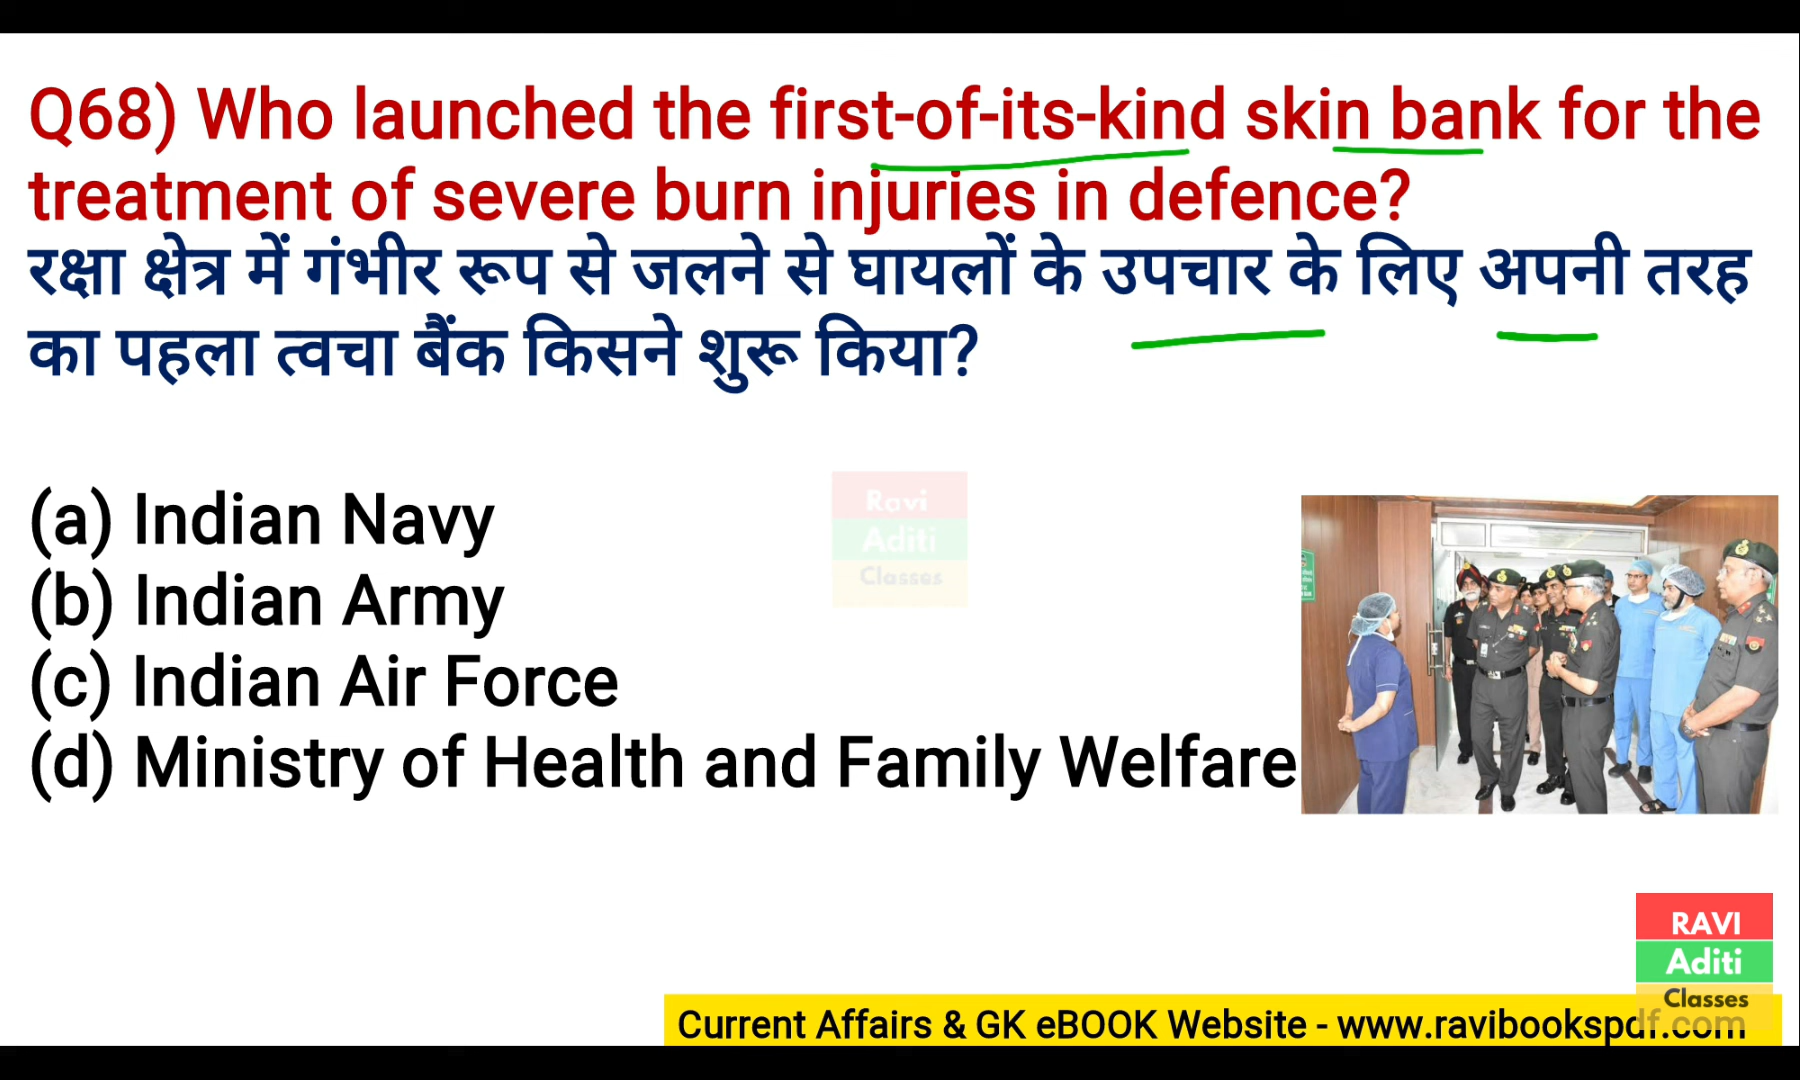 Q68) Who launched the first-of-its-kind skin bank for the
treatment of severe burn injuries in defence?
रक्षा क्षेत्र में गंभीर रूप से जलने से घायलों के उपचार के लिए अपनी तरह
का पहला त्वचा बैंक किसने शुरू किया?
(a) Indian Navy
(b) Indian Army
(c) Indian Air Force
(d) Ministry of Health and Family Welfare
Ravi
Aditi
Classes
RAVI
Aditi
Classes
Current Affairs & GK eBOOK Website - www.ravibookspdf.com